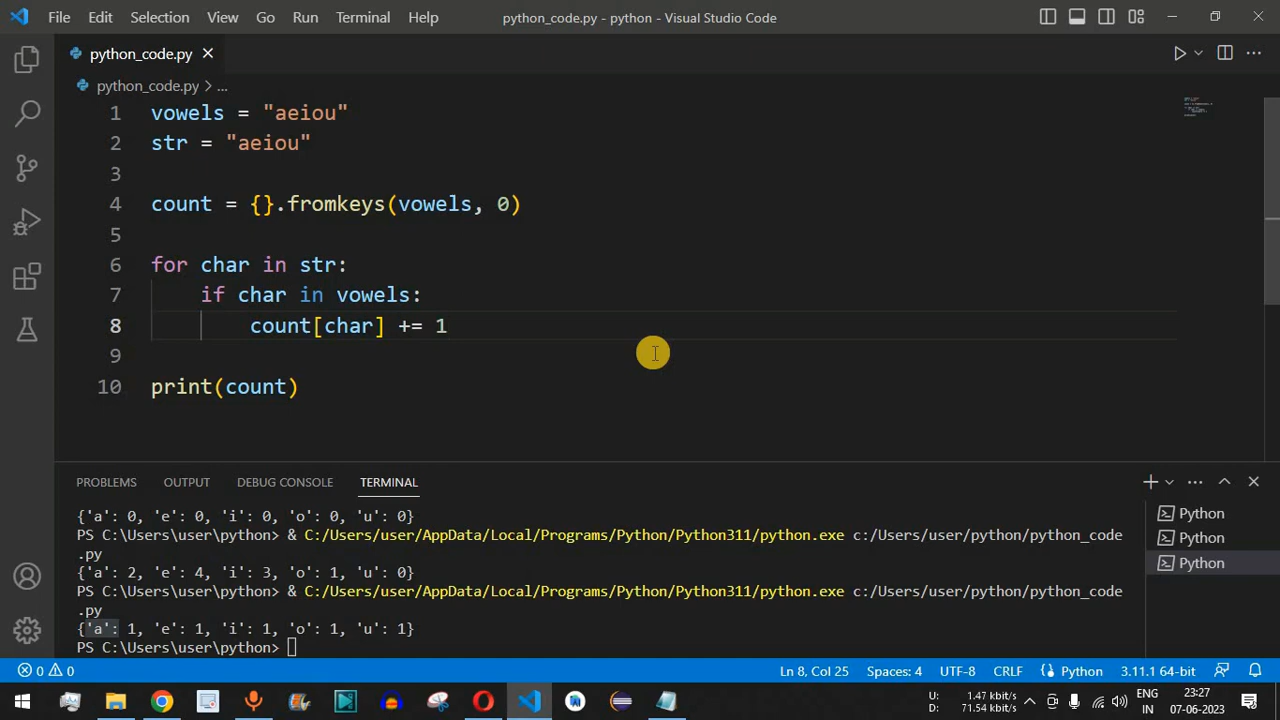 File Edit Selection View Go Run Terminal Help python_code.py - python - Visual Studio Code
python_code.py
python_code.py > ...
1 vowels = "aeiou"
2 str = "aeiou"
3
4 count = {}.fromkeys(vowels, 0)
5
6 for char in str:
7 if char in vowels:
8 count[char] += 1
9
10 print(count)
PROBLEMS OUTPUT DEBUG CONSOLE TERMINAL
{'a': 0, 'e': 0, 'i': 0, 'o': 0, 'u': 0}
PS C:\Users\user\python> & C:/Users/user/AppData/Local/Programs/Python/Python311/python.exe c:/Users/user/python/python_code
.py
{'a': 2, 'e': 4, 'i': 3, 'o': 1, 'u': 0}
PS C:\Users\user\python> & C:/Users/user/AppData/Local/Programs/Python/Python311/python.exe c:/Users/user/python/python_code
.py
{'a': 1, 'e': 1, 'i': 1, 'o': 1, 'u': 1}
PS C:\Users\user\python>
Python
Python
Python
0 0 Ln 8, Col 25 Spaces: 4 UTF-8 CRLF Python 3.11.1 64-bit
U: 1.47 kbit/s
D: 71.54 kbit/s
ENG
IN
23:27
07-06-2023